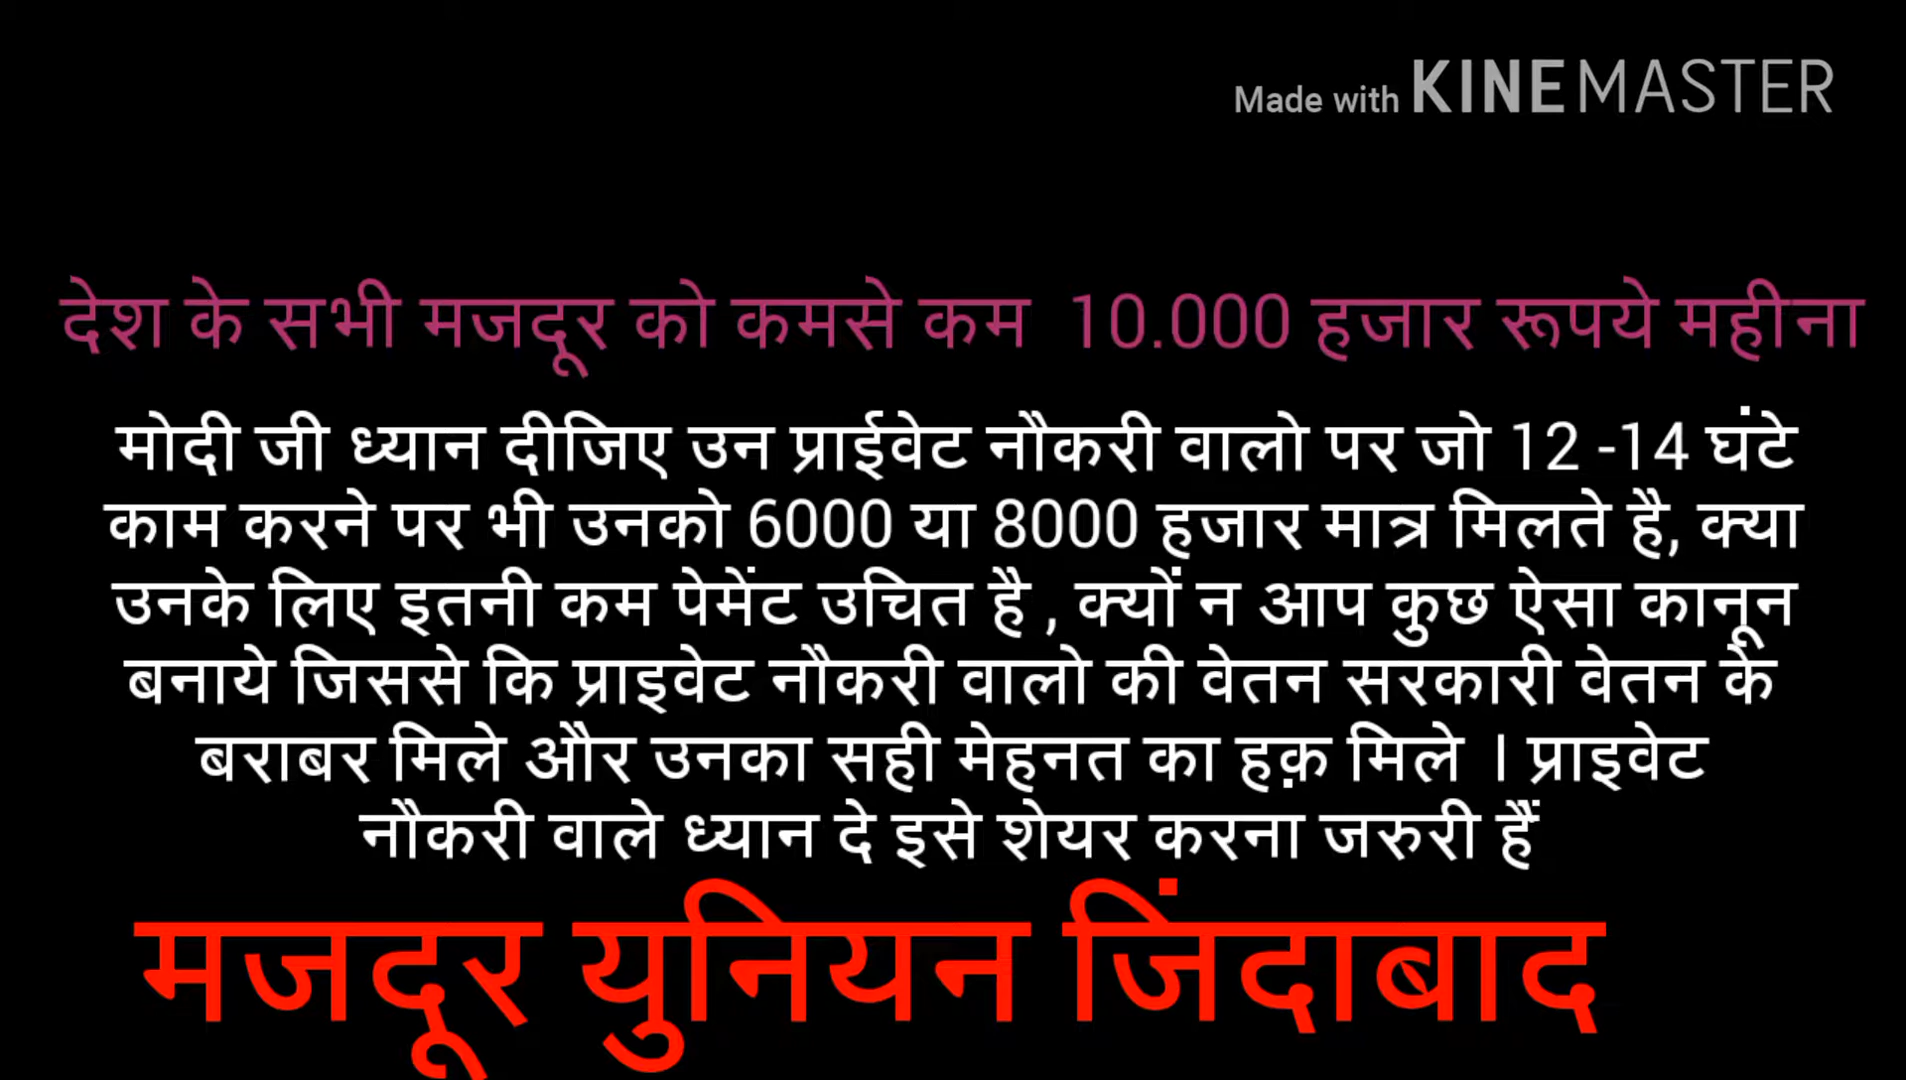 Made with KINEMASTER
देश के सभी मजदूर को कमसे कम 10.000 हजार रूपये महीना
मोदी जी ध्यान दीजिए उन प्राईवेट नौकरी वालो पर जो 12 -14 घंटे
काम करने पर भी उनको 6000 या 8000 हजार मात्र मिलते है, क्या
उनके लिए इतनी कम पेमेंट उचित है , क्यों न आप कुछ ऐसा कानून
बनाये जिससे कि प्राइवेट नौकरी वालो की वेतन सरकारी वेतन के
बराबर मिले और उनका सही मेहनत का हक़ मिले । प्राइवेट
नौकरी वाले ध्यान दे इसे शेयर करना जरुरी हैं
मजदूर युनियन जिंदाबाद